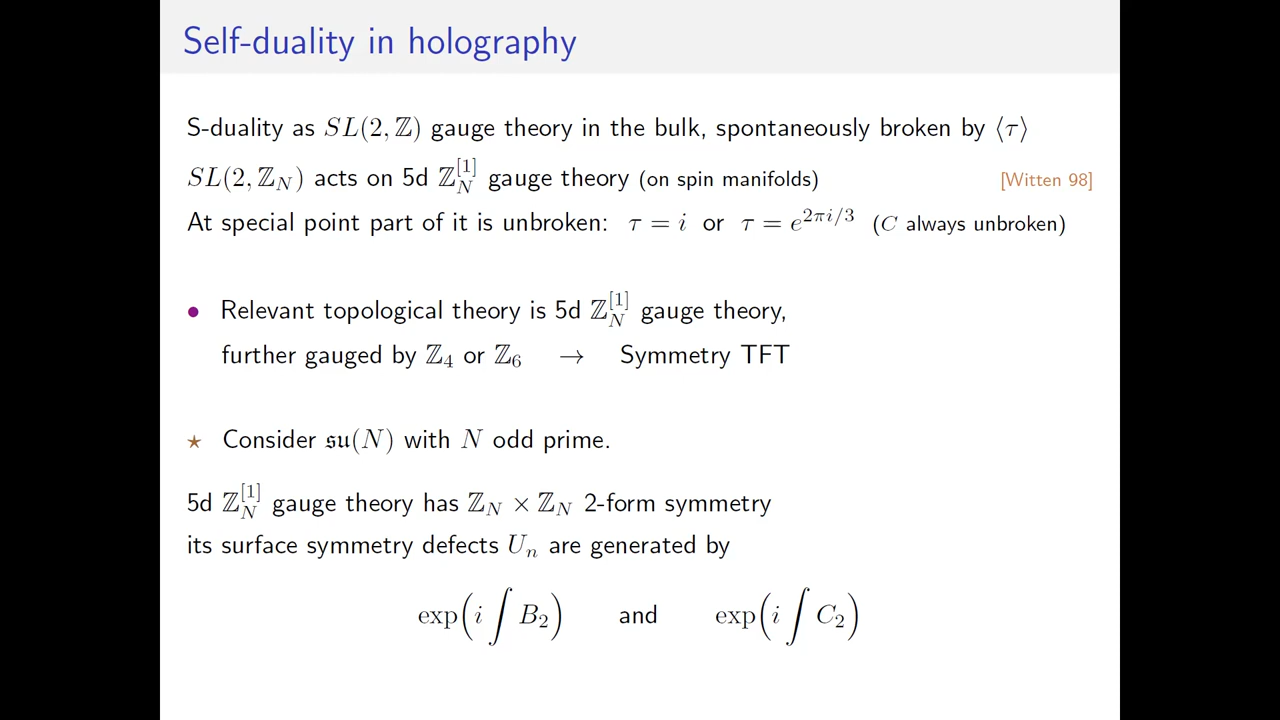 Self-duality in holography
S-duality as SL(2, ℤ) gauge theory in the bulk, spontaneously broken by ⟨τ⟩
SL(2, ℤ_N) acts on 5d ℤ_N^[1] gauge theory (on spin manifolds) [Witten 98]
At special point part of it is unbroken: τ = i or τ = e^{2πi/3} (C always unbroken)
• Relevant topological theory is 5d ℤ_N^[1] gauge theory,
further gauged by ℤ_4 or ℤ_6 → Symmetry TFT
⋆ Consider 𝔰𝔲(N) with N odd prime.
5d ℤ_N^[1] gauge theory has ℤ_N × ℤ_N 2-form symmetry
its surface symmetry defects U_n are generated by
exp(i ∫ B_2) and exp(i ∫ C_2)